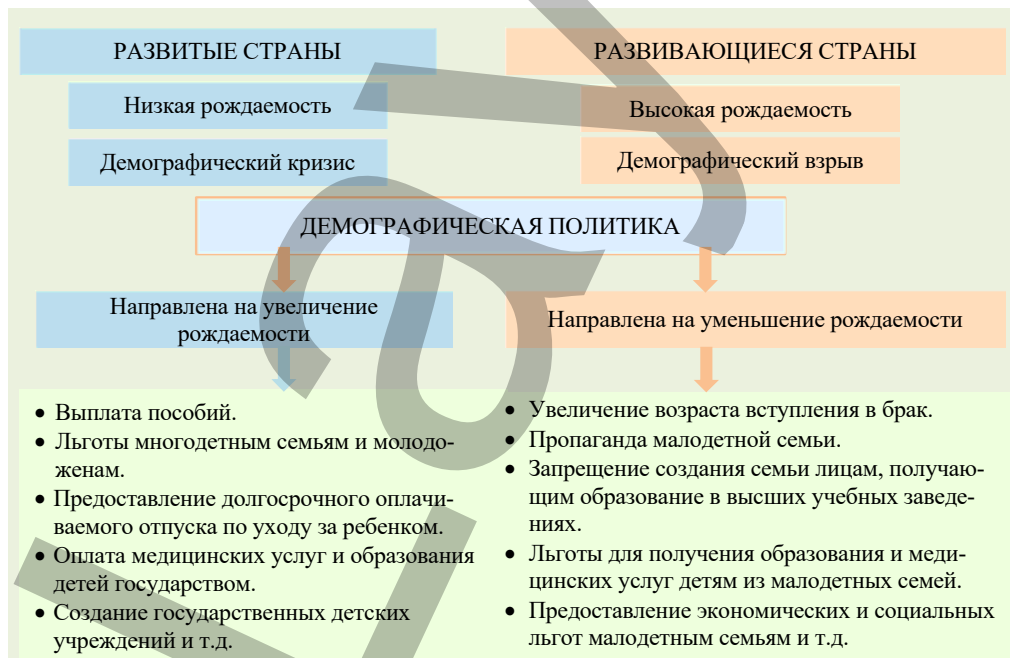 РАЗВИТЫЕ СТРАНЫ
Низкая рождаемость
Демографический кризис
РАЗВИВАЮЩИЕСЯ СТРАНЫ
Высокая рождаемость
Демографический взрыв
ДЕМОГРАФИЧЕСКАЯ ПОЛИТИКА
Направлена на увеличение
рождаемости
• Выплата пособий.
• Льготы многодетным семьям и молодо-
женам.
• Предоставление долгосрочного оплачи-
ваемого отпуска по уходу за ребенком.
• Оплата медицинских услуг и образования
детей государством.
• Создание государственных детских
учреждений и т.д.
Направлена на уменьшение рождаемости
• Увеличение возраста вступления в брак.
• Пропаганда малодетной семьи.
• Запрещение создания семьи лицам, получаю-
щим образование в высших учебных заведе-
ниях.
• Льготы для получения образования и меди-
цинских услуг детям из малодетных семей.
• Предоставление экономических и социальных
льгот малодетным семьям и т.д.